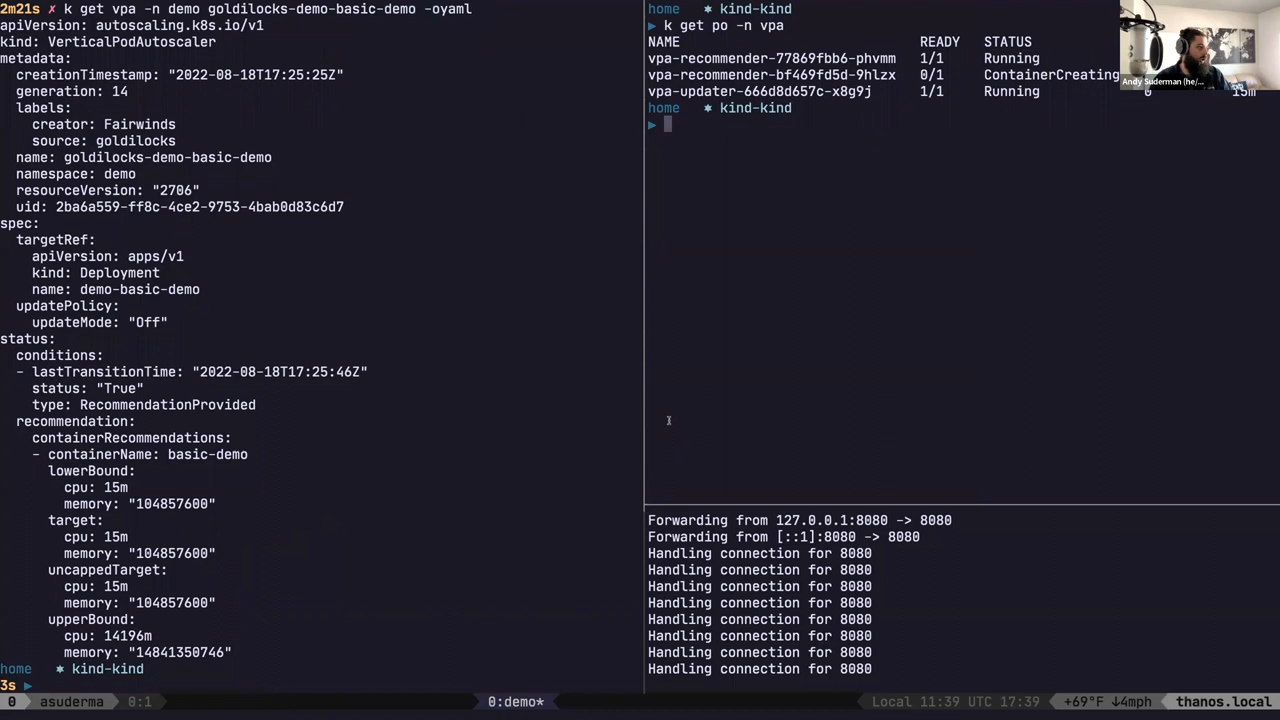 2m21s ✗ k get vpa -n demo goldilocks-demo-basic-demo -oyaml
apiVersion: autoscaling.k8s.io/v1
kind: VerticalPodAutoscaler
metadata:
  creationTimestamp: "2022-08-18T17:25:25Z"
  generation: 14
  labels:
    creator: Fairwinds
    source: goldilocks
  name: goldilocks-demo-basic-demo
  namespace: demo
  resourceVersion: "2706"
  uid: 2ba6a559-ff8c-4ce2-9753-4bab0d83c6d7
spec:
  targetRef:
    apiVersion: apps/v1
    kind: Deployment
    name: demo-basic-demo
  updatePolicy:
    updateMode: "Off"
status:
  conditions:
  - lastTransitionTime: "2022-08-18T17:25:46Z"
    status: "True"
    type: RecommendationProvided
  recommendation:
    containerRecommendations:
    - containerName: basic-demo
      lowerBound:
        cpu: 15m
        memory: "104857600"
      target:
        cpu: 15m
        memory: "104857600"
      uncappedTarget:
        cpu: 15m
        memory: "104857600"
      upperBound:
        cpu: 14196m
        memory: "14841350746"
home * kind-kind
3s ▶
home * kind-kind
▶ k get po -n vpa
NAME READY STATUS
vpa-recommender-77869fbb6-phvmm 1/1 Running
vpa-recommender-bf469fd5d-9hlzx 0/1 ContainerCreating
vpa-updater-666d8d657c-x8g9j 1/1 Running 0 15m
home * kind-kind
▶
Andy Suderman (he/...
Forwarding from 127.0.0.1:8080 -> 8080
Forwarding from [::1]:8080 -> 8080
Handling connection for 8080
Handling connection for 8080
Handling connection for 8080
Handling connection for 8080
Handling connection for 8080
Handling connection for 8080
Handling connection for 8080
Handling connection for 8080
0 asuderma 0:1 0:demo* Local 11:39 UTC 17:39 +69°F ↓4mph thanos.local